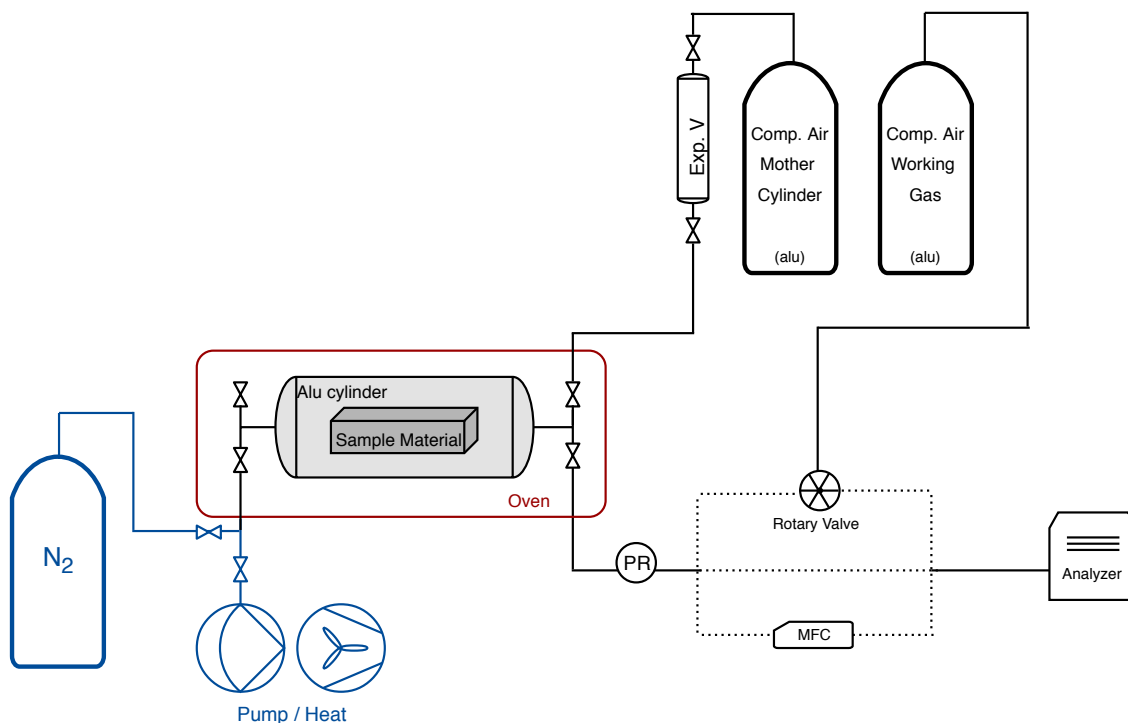 Exp. V
Comp. Air
Mother
Cylinder
(alu)
Comp. Air
Working
Gas
(alu)
Alu cylinder
Sample Material
Oven
N2
Rotary Valve
PR
Analyzer
MFC
Pump / Heat